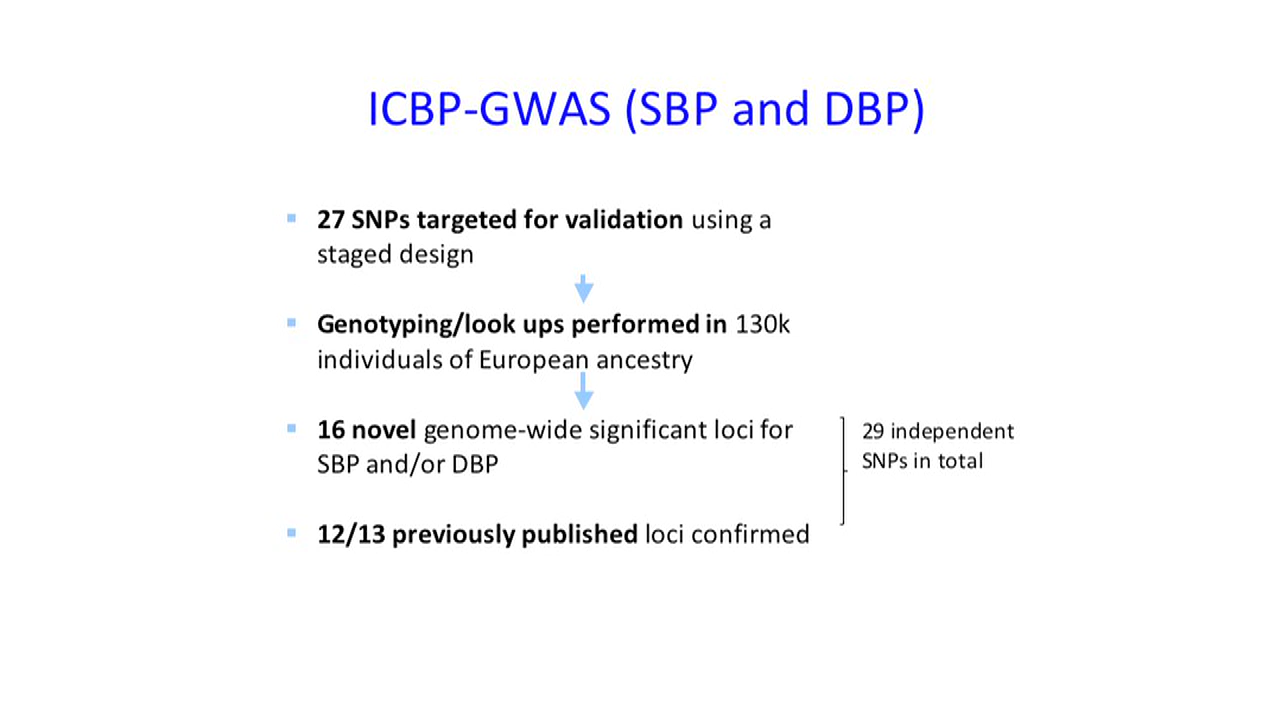 ICBP-GWAS (SBP and DBP)
27 SNPs targeted for validation using a
staged design
Genotyping/look ups performed in 130k
individuals of European ancestry
16 novel genome-wide significant loci for
SBP and/or DBP
29 independent
SNPs in total
12/13 previously published loci confirmed